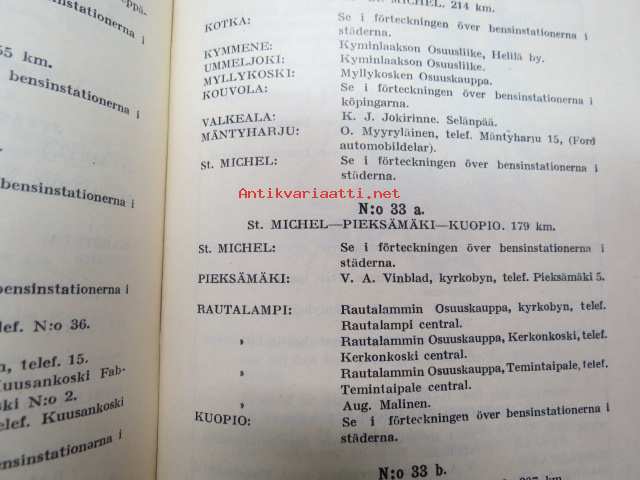 St. MICHEL. 214 km.
KOTKA: Se i förteckningen över bensinstationerna i
städerna.
KYMMENE: Kyminlaakson Osuusliike, Helilä by.
UMMELJOKI: Kyminlaakson Osuusliike.
MYLLYKOSKI: Myllykosken Osuuskauppa.
KOUVOLA: Se i förteckningen över bensinstationerna i
köpingarna.
VALKEALA: K. J. Jokirinne. Selänpää.
MÄNTYHARJU: O. Myyryläinen, telef. Mäntyharju 15, (Ford
automobildelar).
St. MICHEL: Se i förteckningen över bensinstationerna i
städerna.
Antikvariaatti.net
N:o 33 a.
St. MICHEL—PIEKSÄMÄKI—KUOPIO. 179 km.
St. MICHEL: Se i förteckningen över bensinstationerna i
städerna.
PIEKSÄMÄKI: V. A. Vinblad, kyrkobyn, telef. Pieksämäki 5.
RAUTALAMPI: Rautalammin Osuuskauppa, kyrkobyn, telef.
Rautalampi central.
» Rautalammin Osuuskauppa, Kerkonkoski, telef.
Kerkonkoski central.
» Rautalammin Osuuskauppa, Temintaipale, telef.
Temintaipale central.
» Aug. Malinen.
KUOPIO: Se i förteckningen över bensinstationerna i
städerna.
N:o 33 b.
bensinstationerna i
km.
bensinstationerna i
bensinstationerna i
bensinstationerna i
telef. N:o 36.
telef. 15.
Kuusankoski Fab-
N:o 2.
telef. Kuusankoski
bensinstationerna i